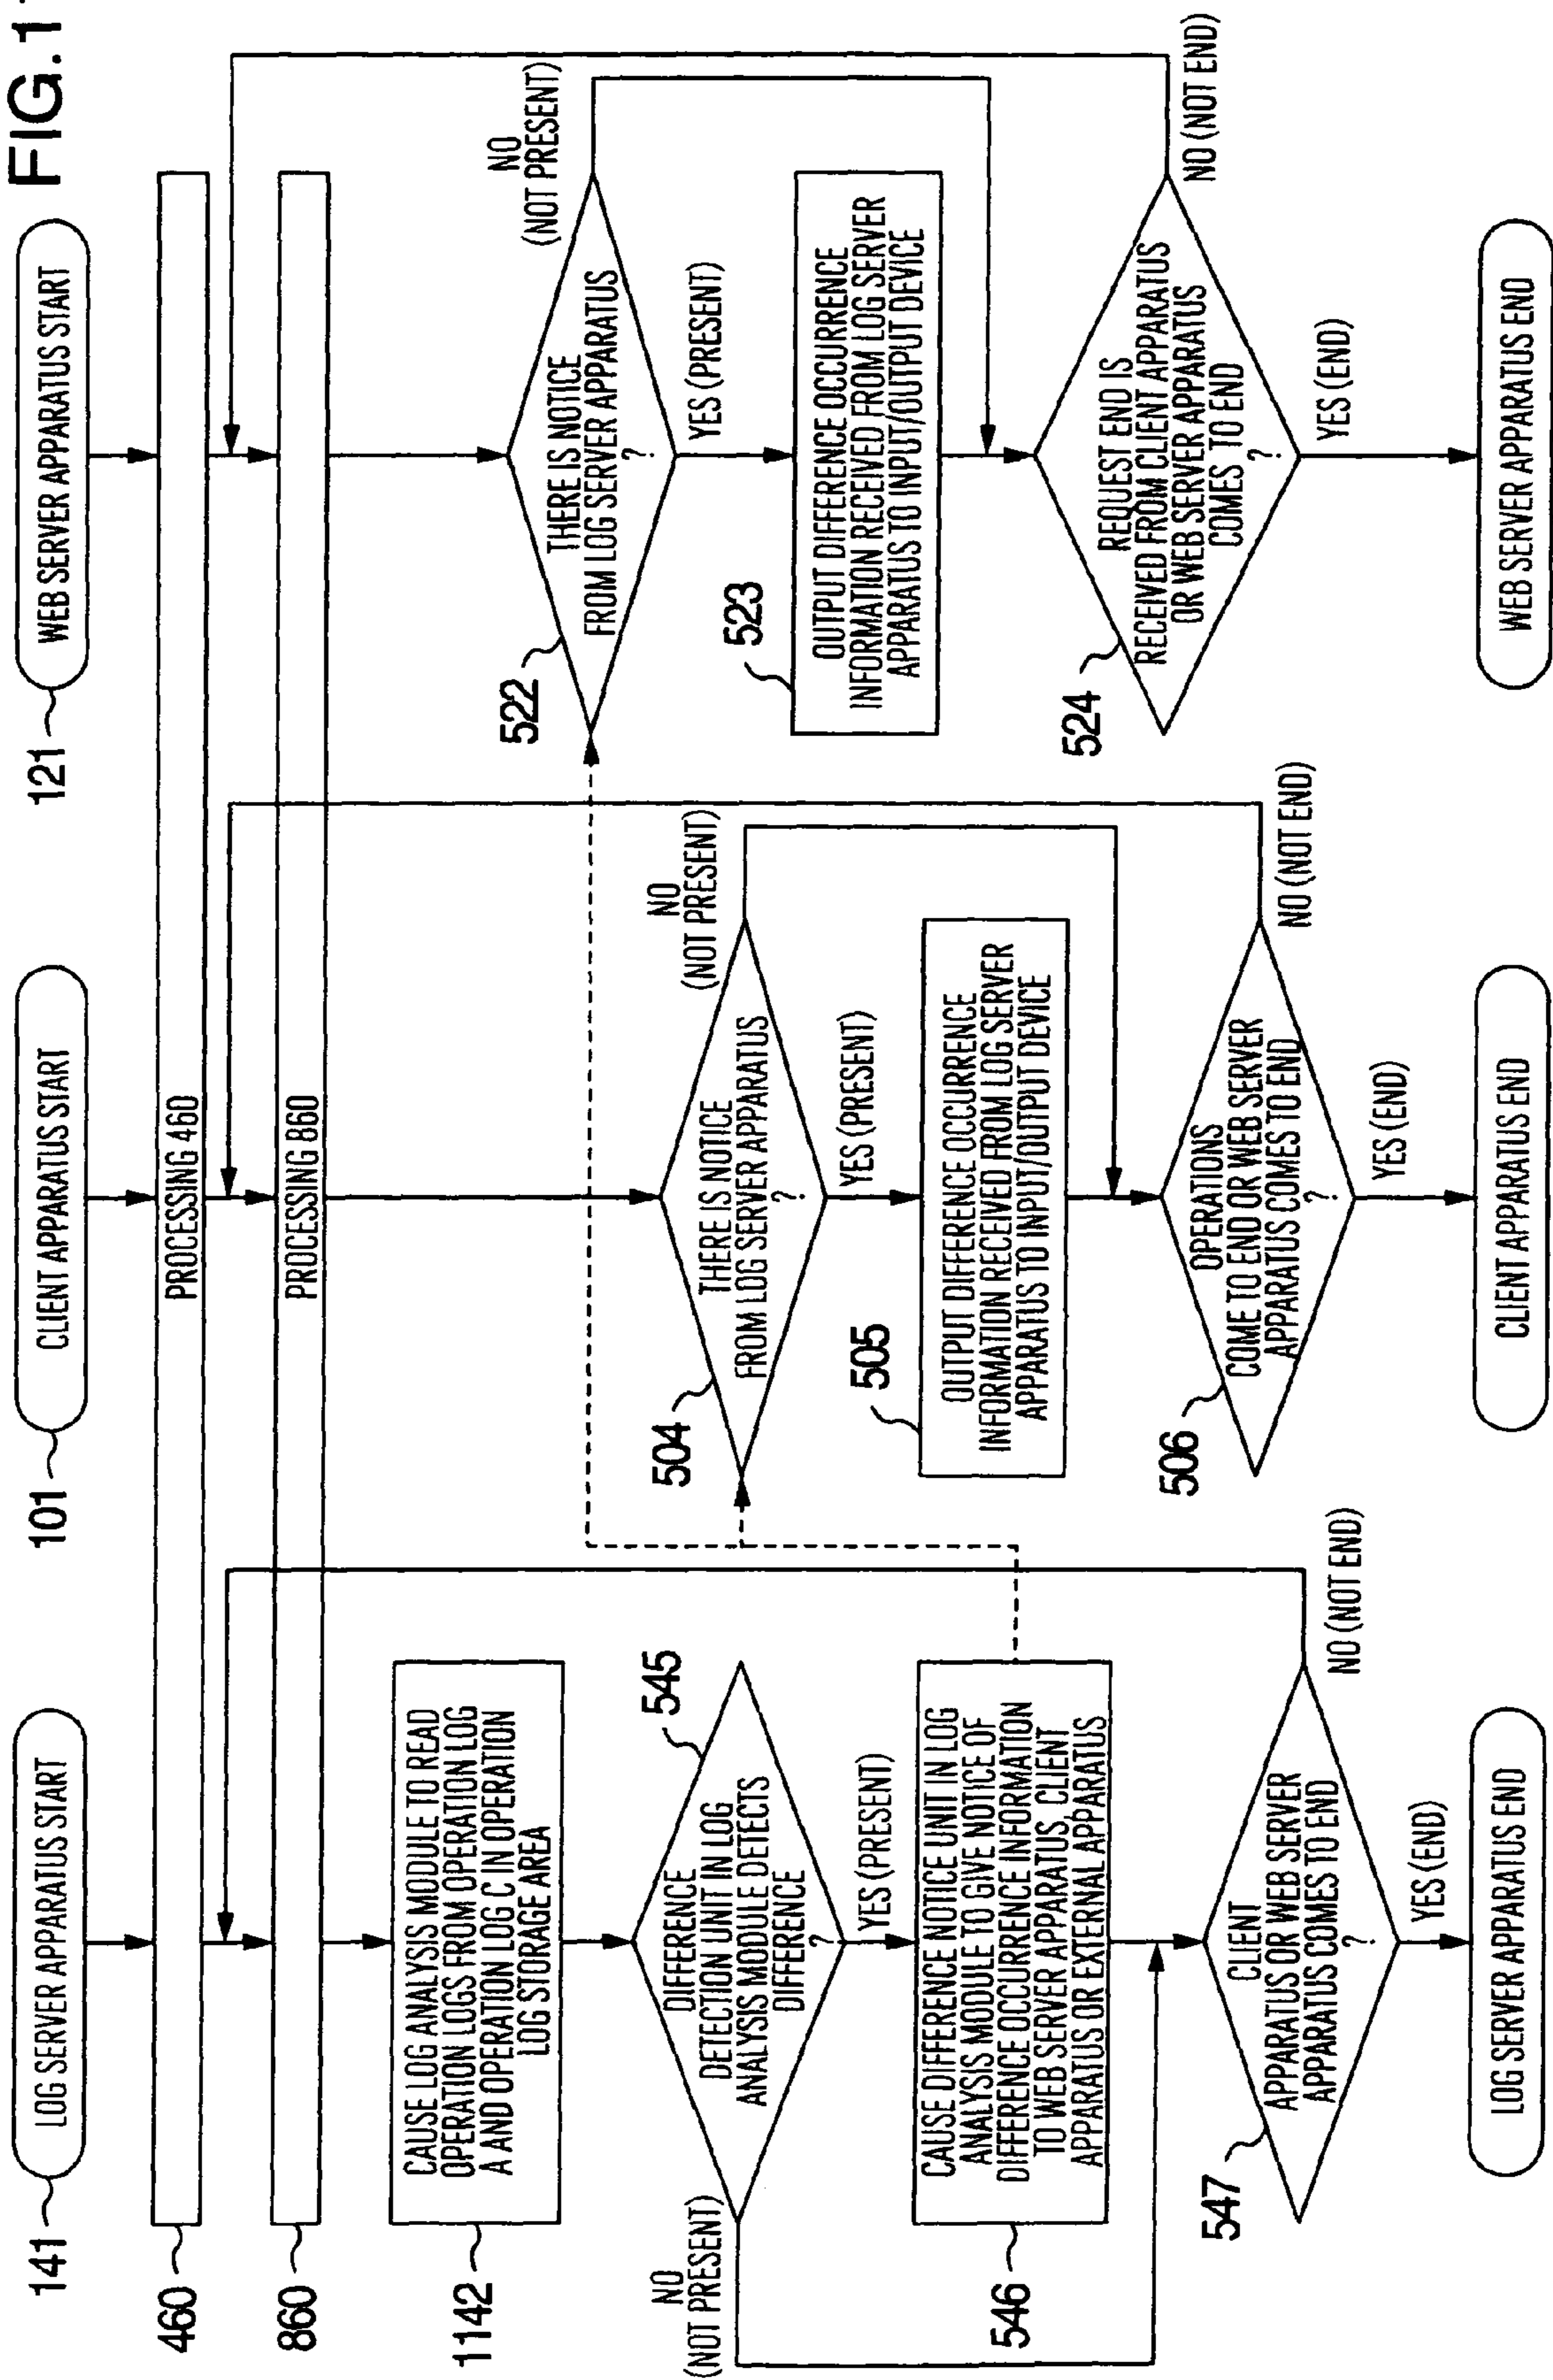 FIG.1
141
LOG SERVER APPARATUS START
101
CLIENT APPARATUS START
121
WEB SERVER APPARATUS START
460
PROCESSING 460
860
PROCESSING 860
1142
CAUSE LOG ANALYSIS MODULE TO READ
OPERATION LOGS FROM OPERATION LOG
A AND OPERATION LOG C IN OPERATION
LOG STORAGE AREA
545
DIFFERENCE
DETECTION UNIT IN LOG
ANALYSIS MODULE DETECTS
DIFFERENCE
?
NO
(NOT PRESENT)
YES (PRESENT)
546
CAUSE DIFFERENCE NOTICE UNIT IN LOG
ANALYSIS MODULE TO GIVE NOTICE OF
DIFFERENCE OCCURRENCE INFORMATION
TO WEB SERVER APPARATUS, CLIENT
APPARATUS OR EXTERNAL APPARATUS
547
CLIENT
APPARATUS OR WEB SERVER
APPARATUS COMES TO END
?
NO (NOT END)
YES (END)
LOG SERVER APPARATUS END
504
THERE IS NOTICE
FROM LOG SERVER APPARATUS
?
NO
(NOT PRESENT)
YES (PRESENT)
505
OUTPUT DIFFERENCE OCCURRENCE
INFORMATION RECEIVED FROM LOG SERVER
APPARATUS TO INPUT/OUTPUT DEVICE
506
OPERATIONS
COME TO END OR WEB SERVER
APPARATUS COMES TO END
?
NO (NOT END)
YES (END)
CLIENT APPARATUS END
522
THERE IS NOTICE
FROM LOG SERVER APPARATUS
?
NO
(NOT PRESENT)
YES (PRESENT)
523
OUTPUT DIFFERENCE OCCURRENCE
INFORMATION RECEIVED FROM LOG SERVER
APPARATUS TO INPUT/OUTPUT DEVICE
524
REQUEST END IS
RECEIVED FROM CLIENT APPARATUS
OR WEB SERVER APPARATUS
COMES TO END
?
NO (NOT END)
YES (END)
WEB SERVER APPARATUS END